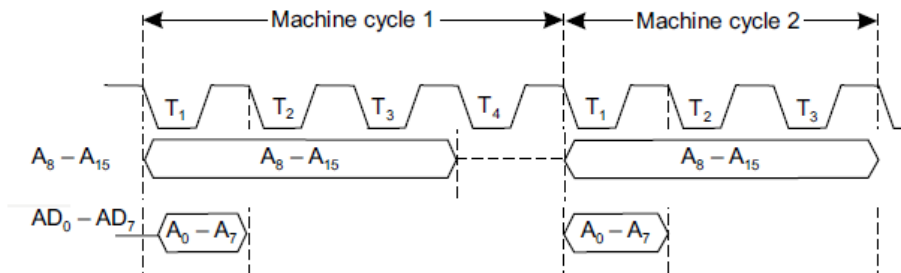 Machine cycle 1 Machine cycle 2
T₁ T₂ T₃ T₄ T₁ T₂ T₃
A₈ – A₁₅ A₈ – A₁₅ A₈ – A₁₅
AD₀ – AD₇ A₀ – A₇ A₀ – A₇